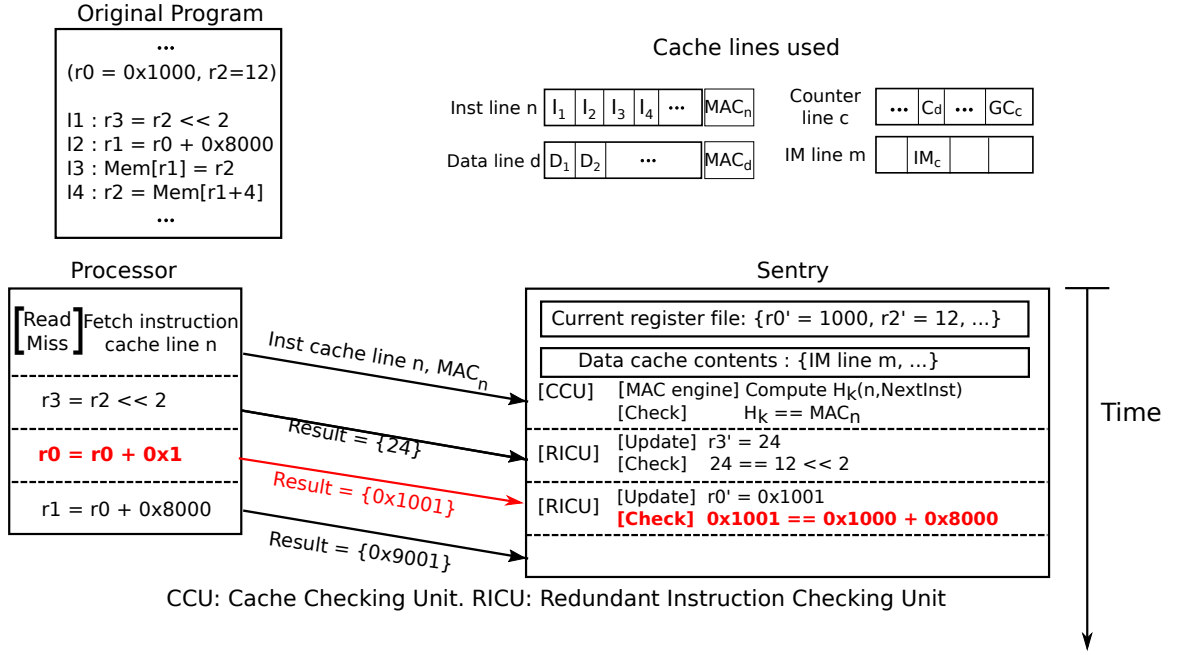 Original Program
...
(r0 = 0x1000, r2=12)
I1 : r3 = r2 << 2
I2 : r1 = r0 + 0x8000
I3 : Mem[r1] = r2
I4 : r2 = Mem[r1+4]
...
Cache lines used
Inst line n I1 I2 I3 I4 ... MACn
Data line d D1 D2 ... MACd
Counter line c ... Cd ... GCc
IM line m IMc
Processor
[Read Miss] Fetch instruction cache line n
r3 = r2 << 2
r0 = r0 + 0x1
r1 = r0 + 0x8000
Inst cache line n, MACn
Result = {24}
Result = {0x1001}
Result = {0x9001}
Sentry
Current register file: {r0' = 1000, r2' = 12, ...}
Data cache contents : {IM line m, ...}
[CCU] [MAC engine] Compute Hk(n,NextInst)
[Check] Hk == MACn
[RICU] [Update] r3' = 24
[Check] 24 == 12 << 2
[RICU] [Update] r0' = 0x1001
[Check] 0x1001 == 0x1000 + 0x8000
Time
CCU: Cache Checking Unit. RICU: Redundant Instruction Checking Unit